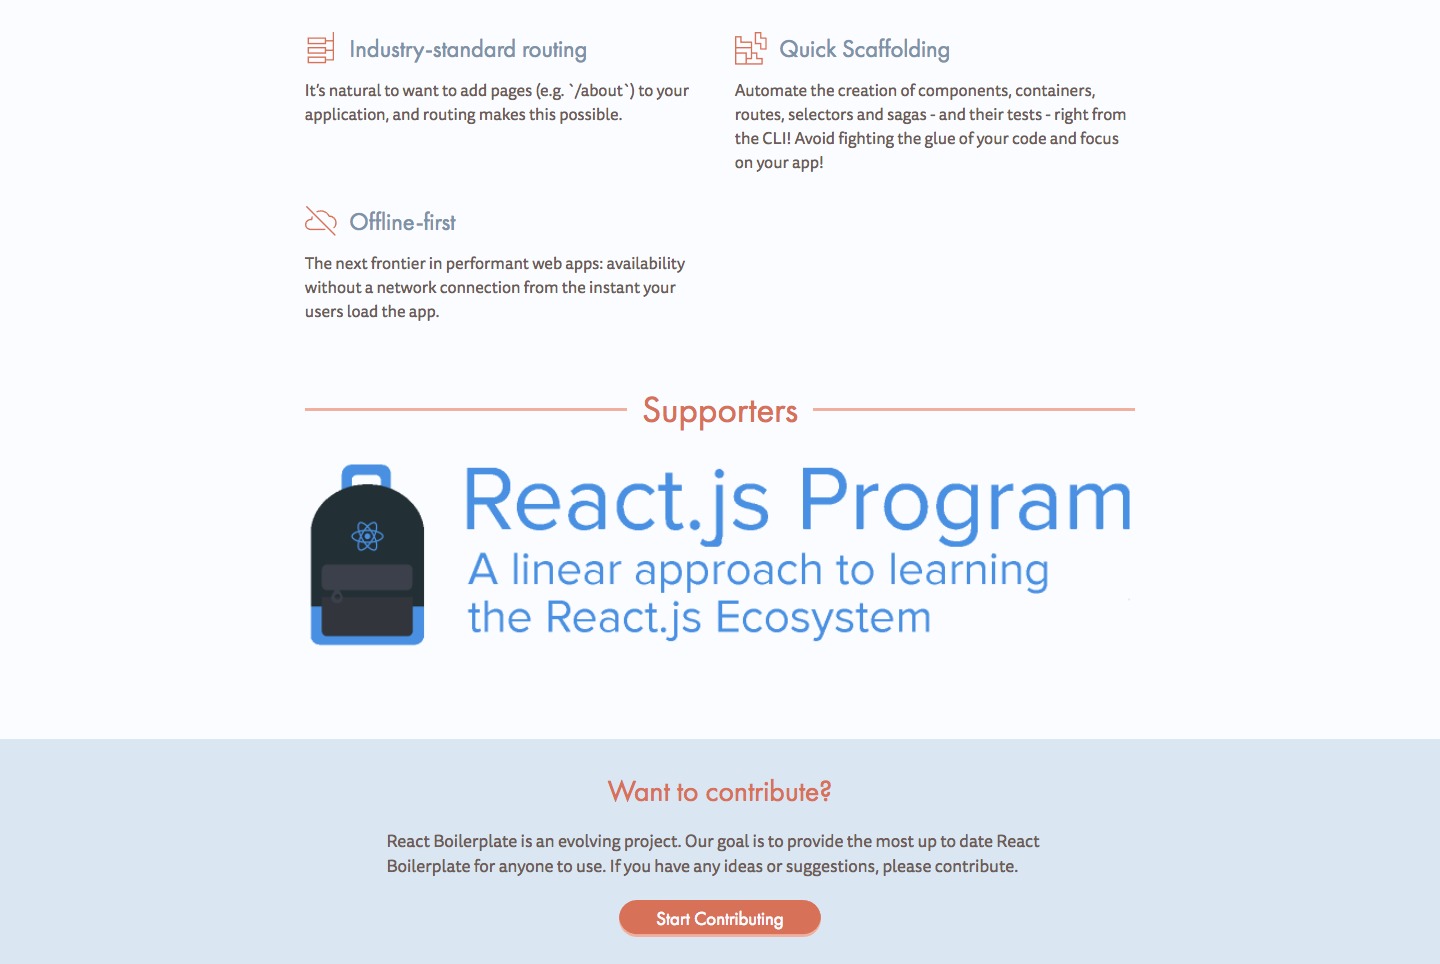 Industry-standard routing
It's natural to want to add pages (e.g. `/about`) to your
application, and routing makes this possible.
Quick Scaffolding
Automate the creation of components, containers,
routes, selectors and sagas - and their tests - right from
the CLI! Avoid fighting the glue of your code and focus
on your app!
Offline-first
The next frontier in performant web apps: availability
without a network connection from the instant your
users load the app.
Supporters
React.js Program
A linear approach to learning
the React.js Ecosystem
Want to contribute?
React Boilerplate is an evolving project. Our goal is to provide the most up to date React
Boilerplate for anyone to use. If you have any ideas or suggestions, please contribute.
Start Contributing